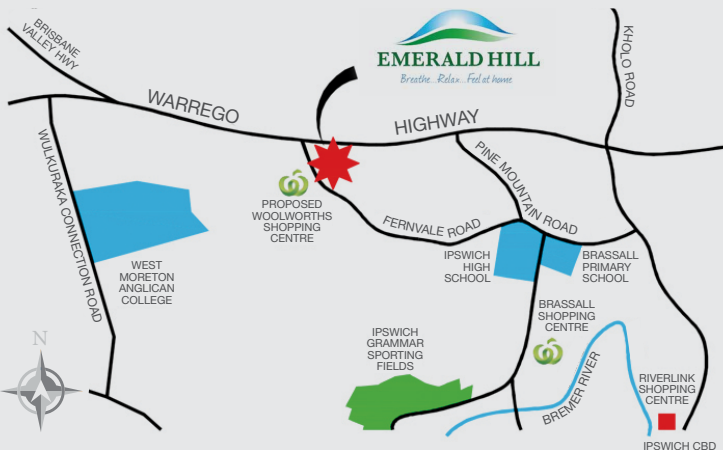 BRISBANE
VALLEY HWY
EMERALD HILL
Breathe...Relax...Feel at home
KHOLO ROAD
WARREGO
HIGHWAY
WULKURAKA CONNECTION ROAD
PINE MOUNTAIN ROAD
PROPOSED
WOOLWORTHS
SHOPPING
CENTRE
FERNVALE ROAD
WEST
MORETON
ANGLICAN
COLLEGE
IPSWICH
HIGH
SCHOOL
BRASSALL
PRIMARY
SCHOOL
BRASSALL
SHOPPING
CENTRE
N
IPSWICH
GRAMMAR
SPORTING
FIELDS
BREMER RIVER
RIVERLINK
SHOPPING
CENTRE
IPSWICH CBD